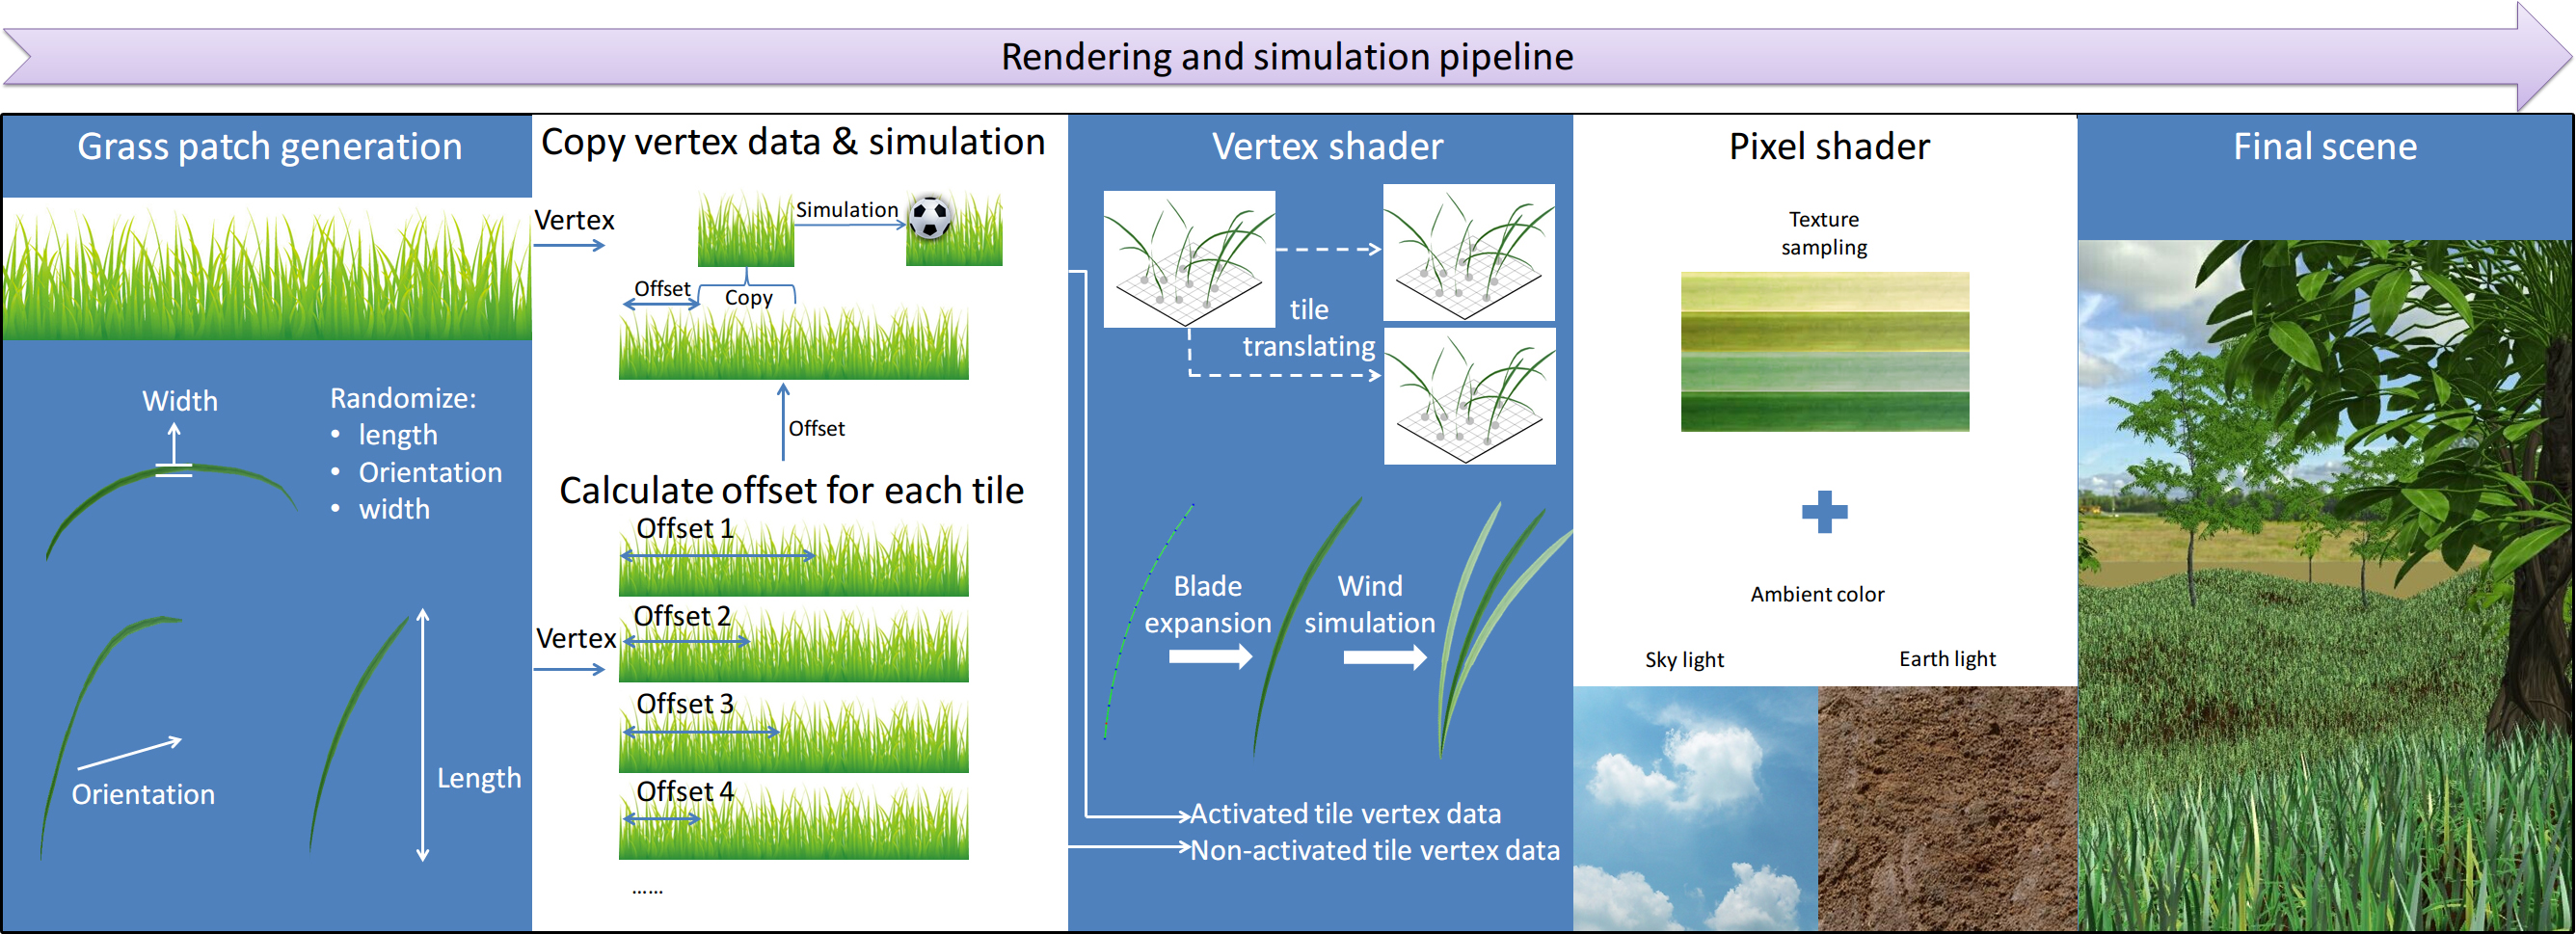 Rendering and simulation pipeline
Grass patch generation
Width
Randomize:
• length
• Orientation
• width
Orientation
Length
Copy vertex data & simulation
Vertex
Simulation
Offset
Copy
Offset
Calculate offset for each tile
Offset 1
Offset 2
Vertex
Offset 3
Offset 4
......
Vertex shader
tile
translating
Blade
expansion
Wind
simulation
Activated tile vertex data
Non-activated tile vertex data
Pixel shader
Texture
sampling
Ambient color
Sky light
Earth light
Final scene